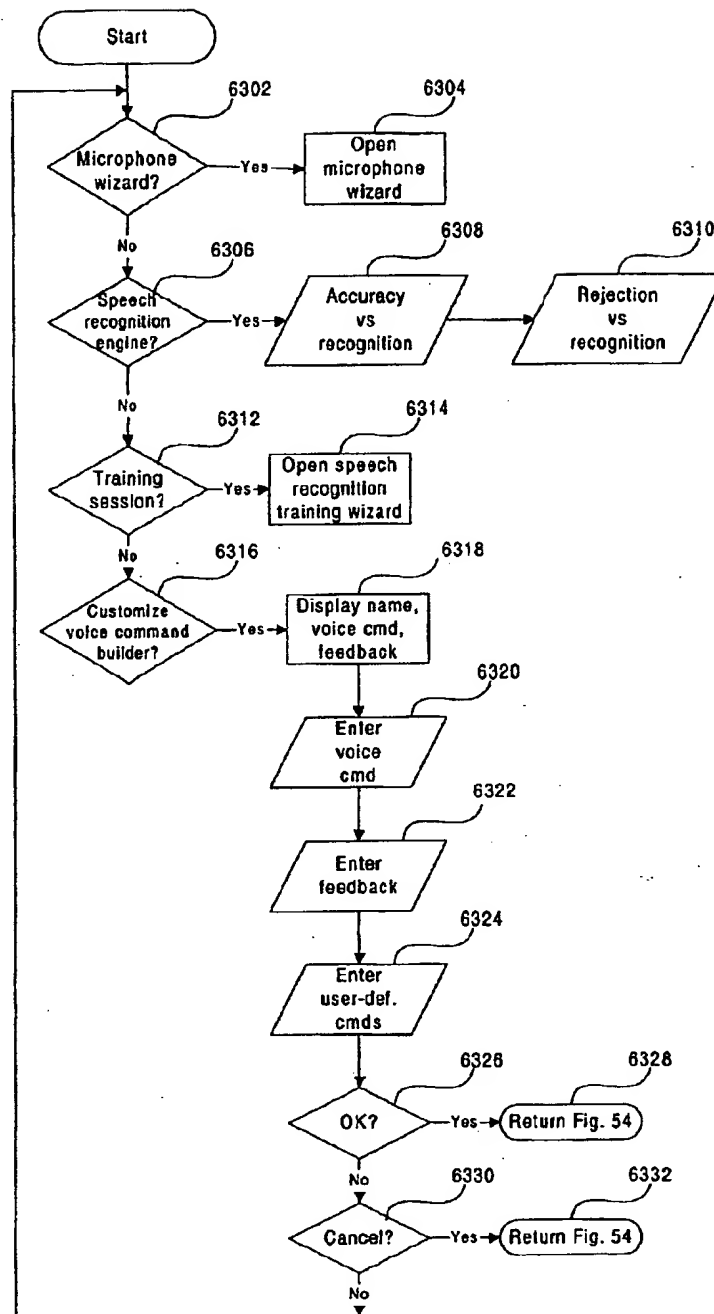 Start
6302
6304
Microphone
wizard?
Yes
Open
microphone
wizard
No
6306
6308
6310
Speech
recognition
engine?
Yes
Accuracy
vs
recognition
Rejection
vs
recognition
No
6312
6314
Training
session?
Yes
Open speech
recognition
training wizard
No
6316
6318
Customize
voice command
builder?
Yes
Display name,
voice cmd,
feedback
6320
Enter
voice
cmd
6322
Enter
feedback
6324
Enter
user-def.
cmds
6326
6328
OK?
Yes
Return Fig. 54
No
6330
6332
Cancel?
Yes
Return Fig. 54
No